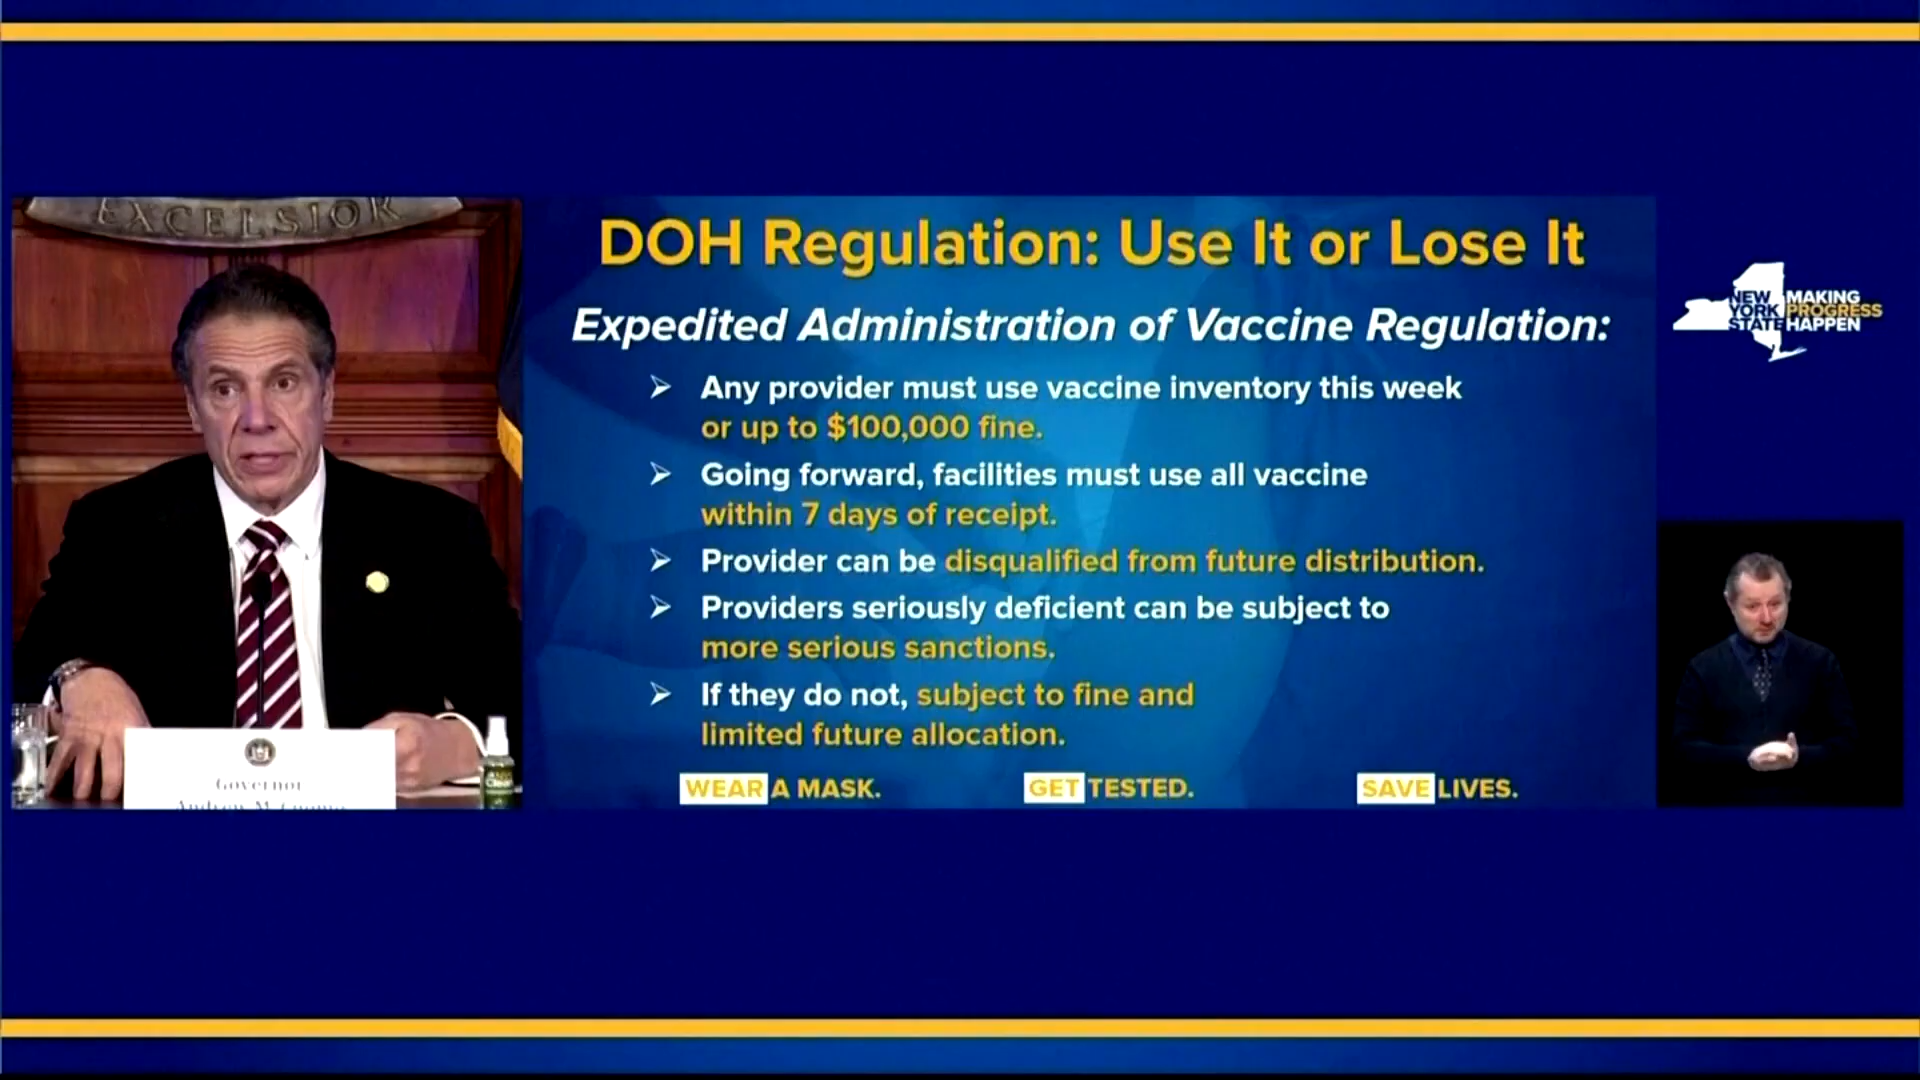 EXCELSIOR
DOH Regulation: Use It or Lose It
Expedited Administration of Vaccine Regulation:
➢ Any provider must use vaccine inventory this week
or up to $100,000 fine.
➢ Going forward, facilities must use all vaccine
within 7 days of receipt.
➢ Provider can be disqualified from future distribution.
➢ Providers seriously deficient can be subject to
more serious sanctions.
➢ If they do not, subject to fine and
limited future allocation.
WEAR A MASK. GET TESTED. SAVE LIVES.
NEW YORK STATE
MAKING
PROGRESS
HAPPEN
Governor
Andrew M. Cuomo